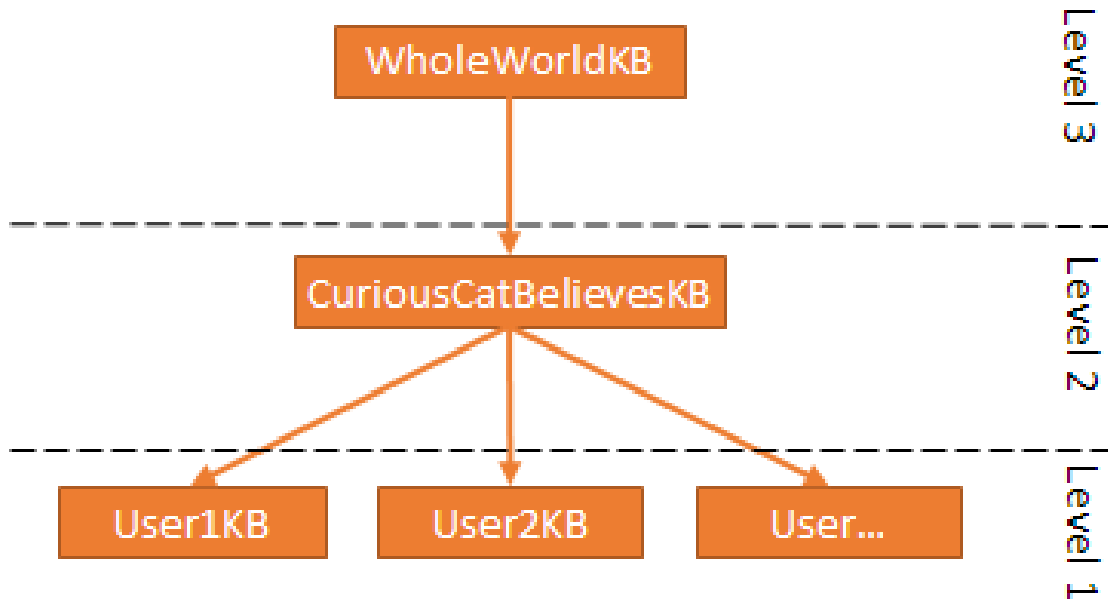 WholeWorldKB
Level 3
CuriousCatBelievesKB
Level 2
User1KB
User2KB
User...
Level 1